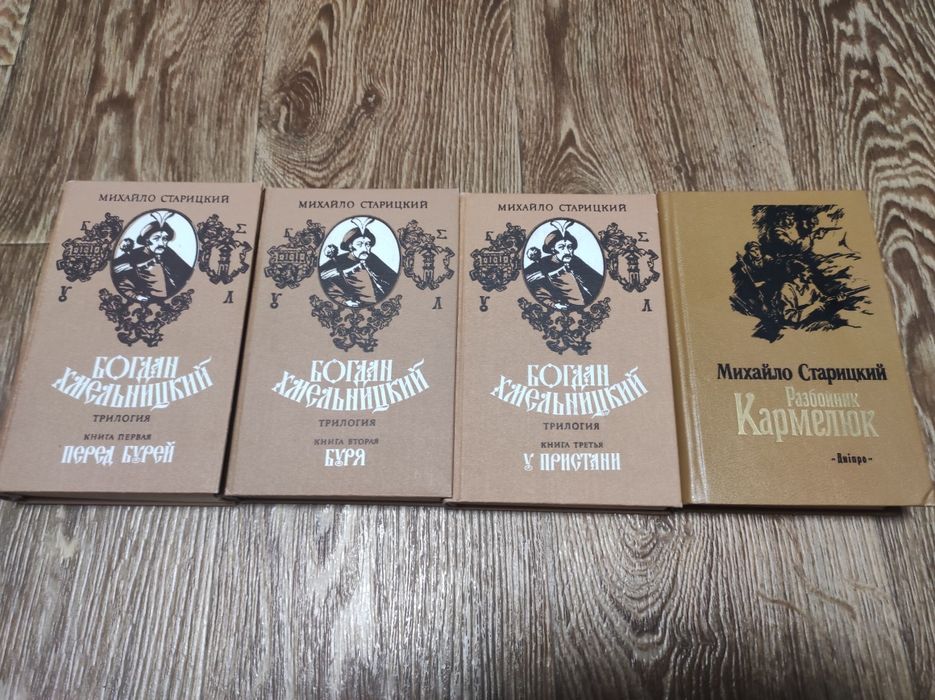 МИХАЙЛО СТАРИЦКИЙ
БОГДАН
ХМЕЛЬНИЦКИЙ
ТРИЛОГИЯ
КНИГА ПЕРВАЯ
ПЕРЕД БУРЕЙ
МИХАЙЛО СТАРИЦКИЙ
БОГДАН
ХМЕЛЬНИЦКИЙ
ТРИЛОГИЯ
КНИГА ВТОРАЯ
БУРЯ
МИХАЙЛО СТАРИЦКИЙ
БОГДАН
ХМЕЛЬНИЦКИЙ
ТРИЛОГИЯ
КНИГА ТРЕТЬЯ
У ПРИСТАНИ
Михайло Старицкий
Разбойник
Кармелюк
-Дніпро-